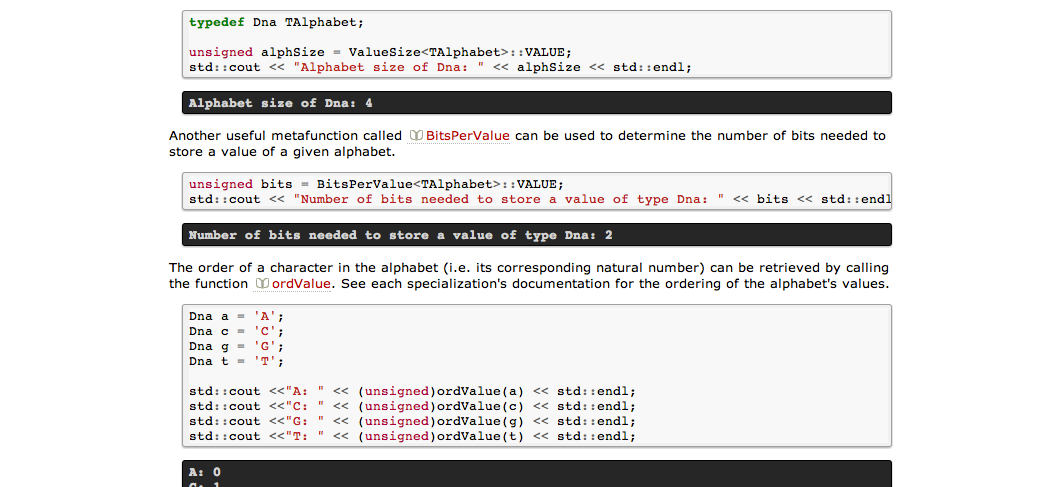 typedef Dna TAlphabet;
unsigned alphSize = ValueSize<TAlphabet>::VALUE;
std::cout << "Alphabet size of Dna: " << alphSize << std::endl;
Alphabet size of Dna: 4
Another useful metafunction called BitsPerValue can be used to determine the number of bits needed to
store a value of a given alphabet.
unsigned bits = BitsPerValue<TAlphabet>::VALUE;
std::cout << "Number of bits needed to store a value of type Dna: " << bits << std::endl
Number of bits needed to store a value of type Dna: 2
The order of a character in the alphabet (i.e. its corresponding natural number) can be retrieved by calling
the function ordValue. See each specialization's documentation for the ordering of the alphabet's values.
Dna a = 'A';
Dna c = 'C';
Dna g = 'G';
Dna t = 'T';
std::cout <<"A: " << (unsigned)ordValue(a) << std::endl;
std::cout <<"C: " << (unsigned)ordValue(c) << std::endl;
std::cout <<"G: " << (unsigned)ordValue(g) << std::endl;
std::cout <<"T: " << (unsigned)ordValue(t) << std::endl;
A: 0